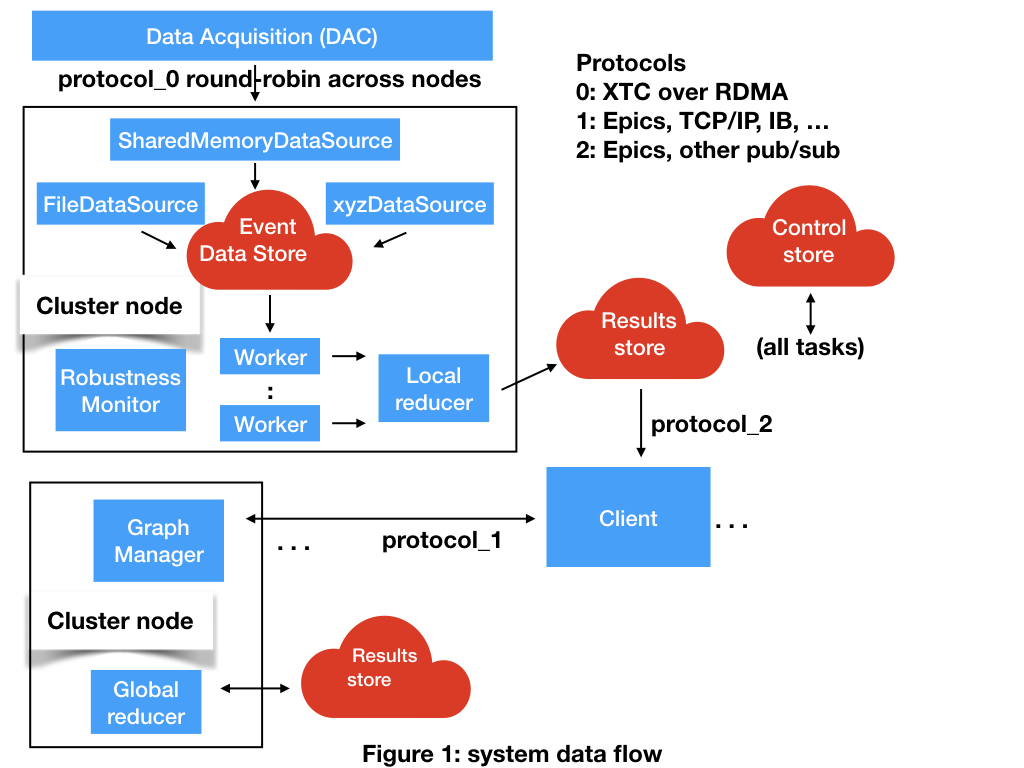 Data Acquisition (DAC)
protocol_0 round-robin across nodes
Protocols
0: XTC over RDMA
1: Epics, TCP/IP, IB, …
2: Epics, other pub/sub
SharedMemoryDataSource
FileDataSource
xyzDataSource
Event
Data Store
Control
store
(all tasks)
Cluster node
Results
store
Robustness
Monitor
Worker
:
Worker
Local
reducer
protocol_2
Graph
Manager
. . .
protocol_1
Client
. . .
Cluster node
Global
reducer
Results
store
Figure 1: system data flow